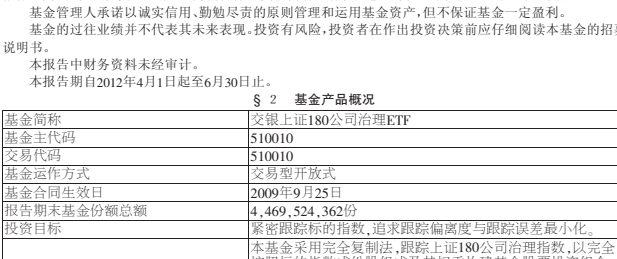 基金管理人承诺以诚实信用、勤勉尽责的原则管理和运用基金资产,但不保证基金一定盈利。
基金的过往业绩并不代表其未来表现。投资有风险,投资者在作出投资决策前应仔细阅读本基金的招募
说明书。
本报告中财务资料未经审计。
本报告期自2012年4月1日起至6月30日止。
§ 2 基金产品概况
基金简称 交银上证180公司治理ETF
基金主代码 510010
交易代码 510010
基金运作方式 交易型开放式
基金合同生效日 2009年9月25日
报告期末基金份额总额 4,469,524,362份
投资目标 紧密跟踪标的指数,追求跟踪偏离度与跟踪误差最小化。
本基金采用完全复制法,跟踪上证180公司治理指数,以完全